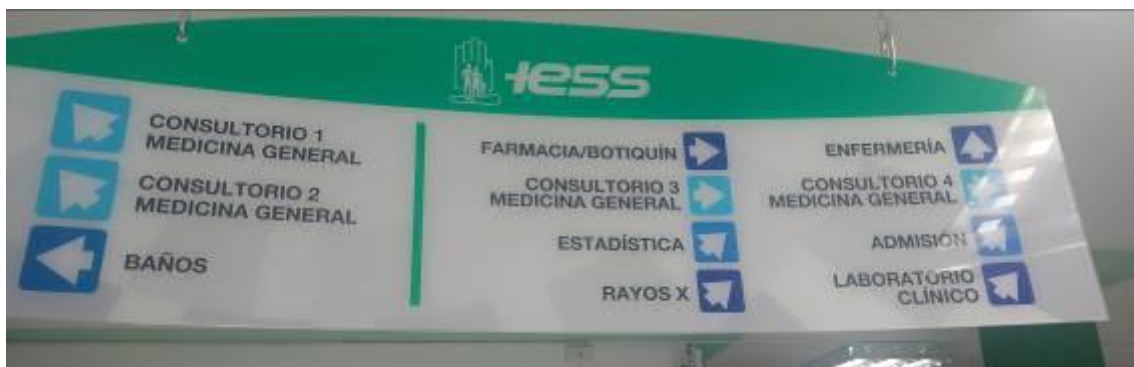 iess
CONSULTORIO 1
MEDICINA GENERAL
CONSULTORIO 2
MEDICINA GENERAL
BAÑOS
FARMACIA/BOTIQUÍN
CONSULTORIO 3
MEDICINA GENERAL
ESTADÍSTICA
RAYOS X
ENFERMERÍA
CONSULTORIO 4
MEDICINA GENERAL
ADMISIÓN
LABORATORIO
CLÍNICO